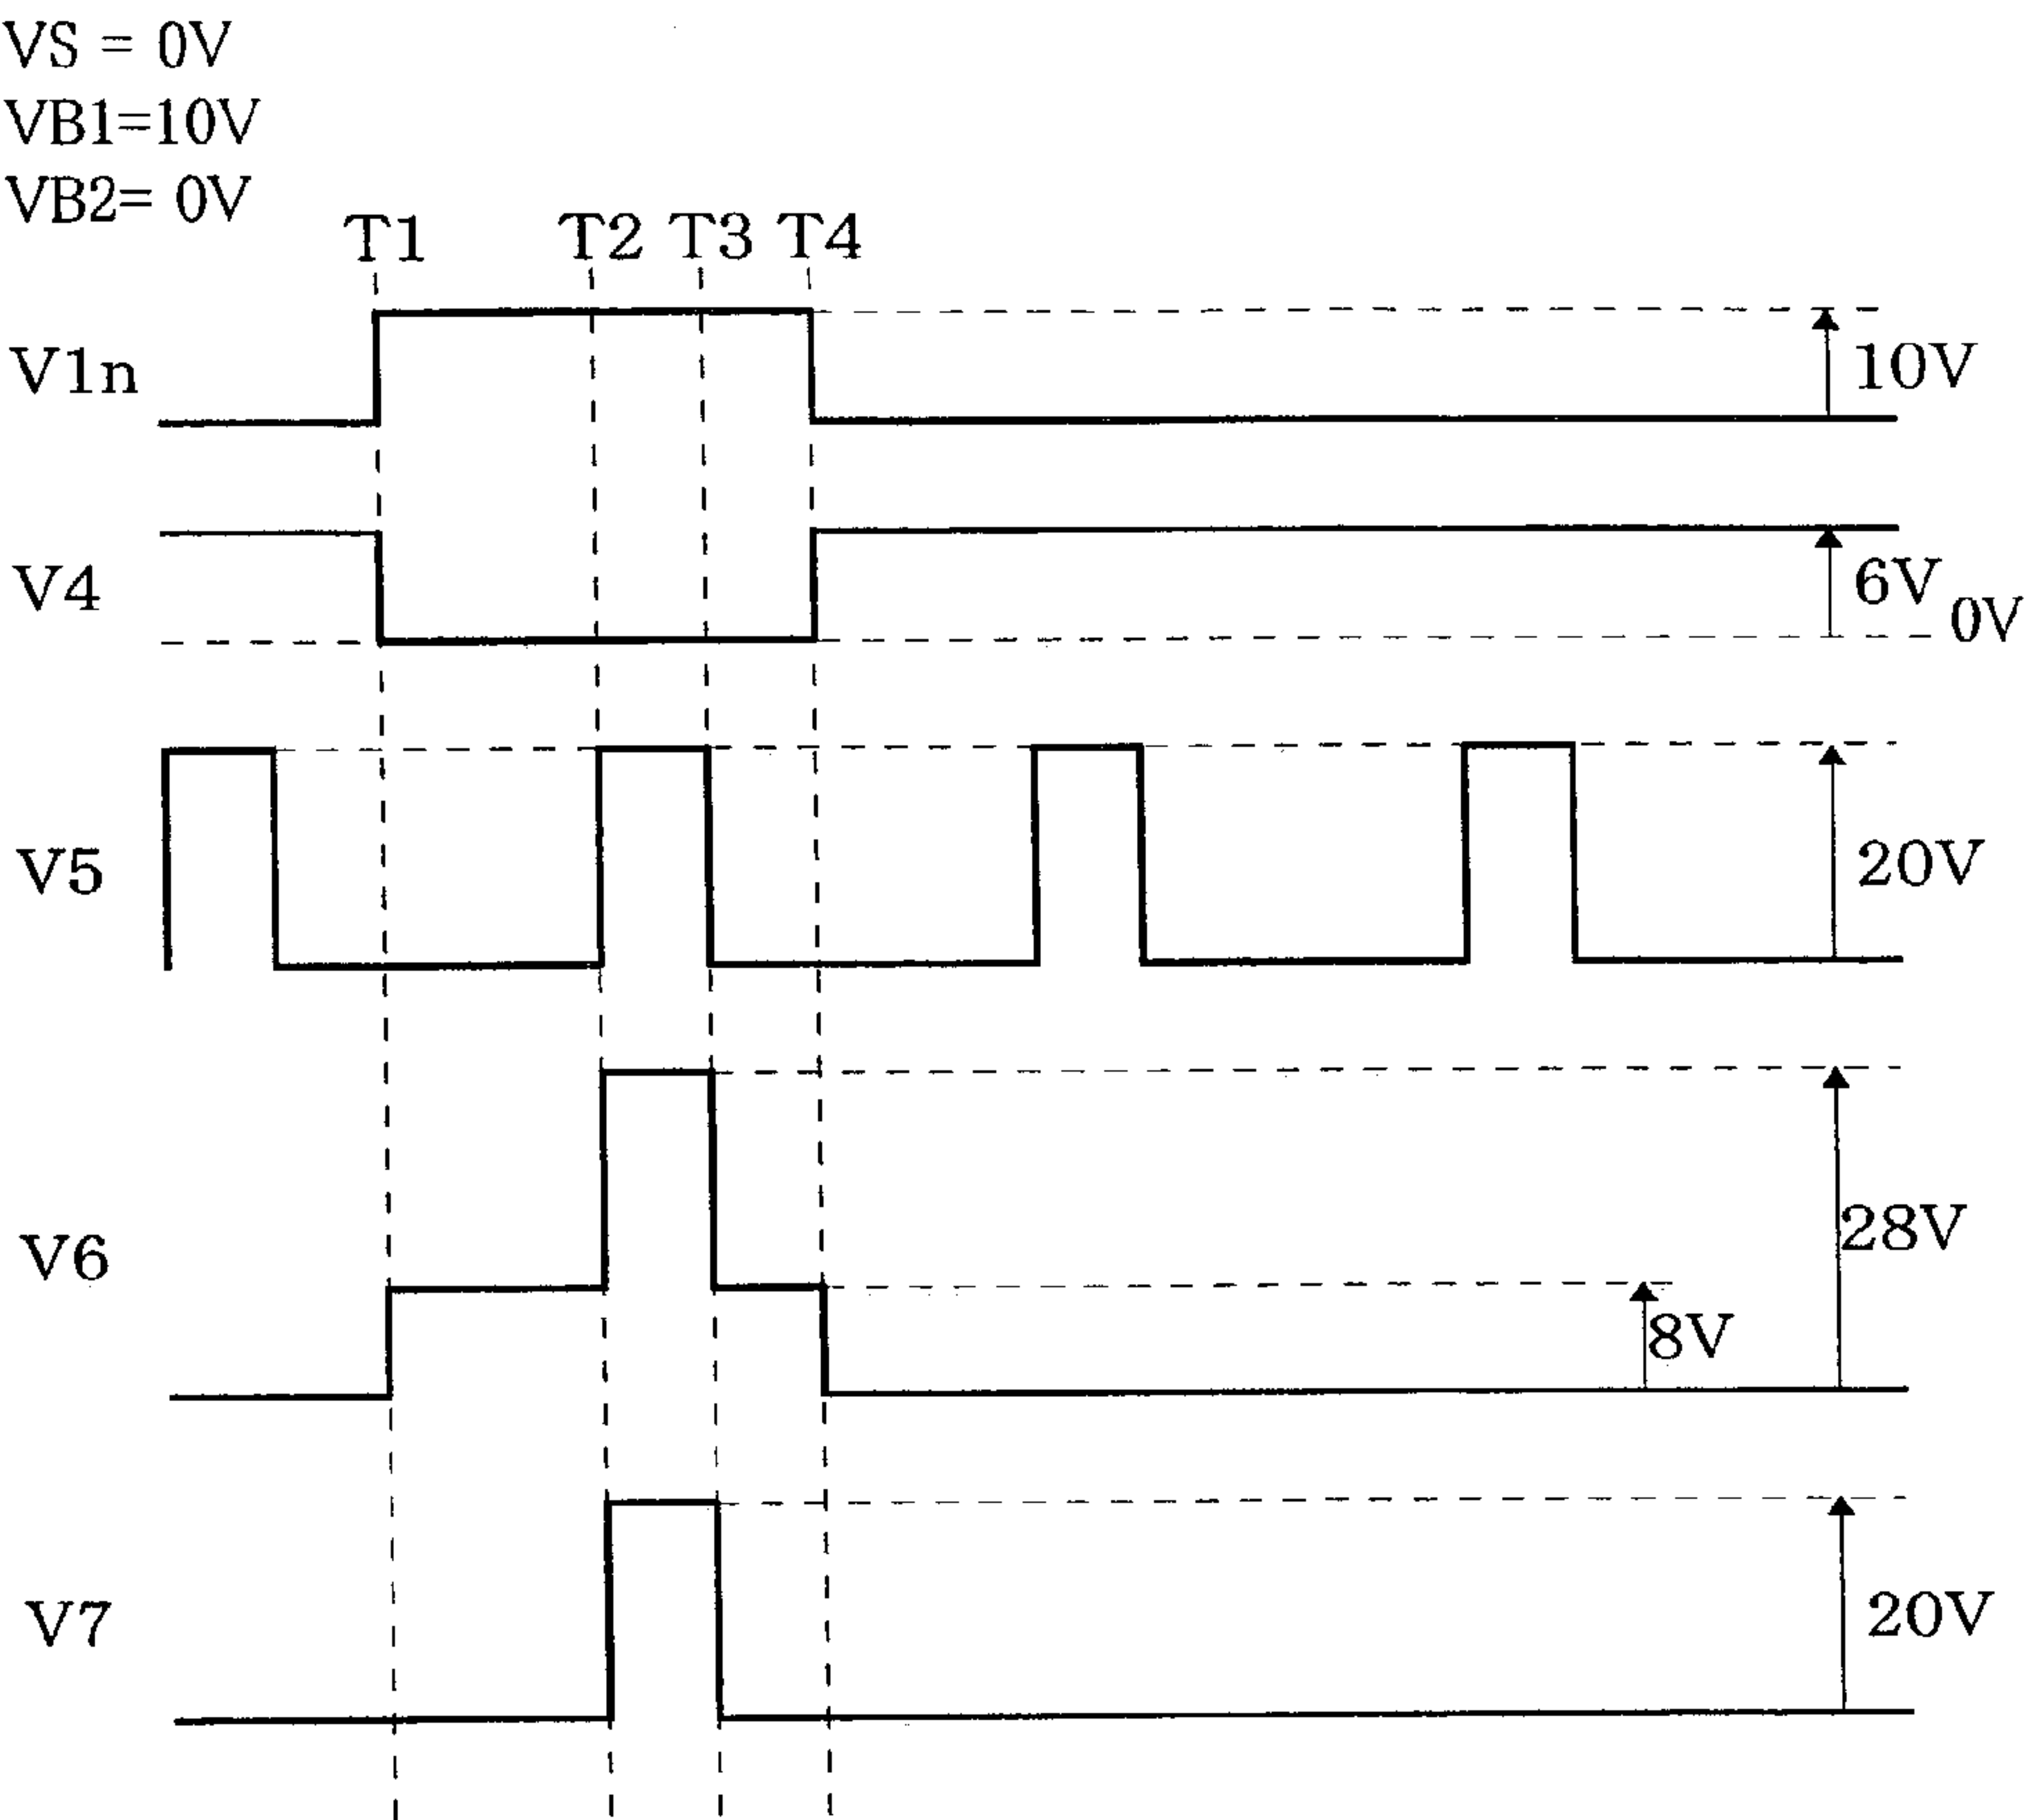 VS = 0V
VB1=10V
VB2= 0V
T1 T2 T3 T4
V1n 10V
V4 6V 0V
V5 20V
V6 28V
8V
V7 20V